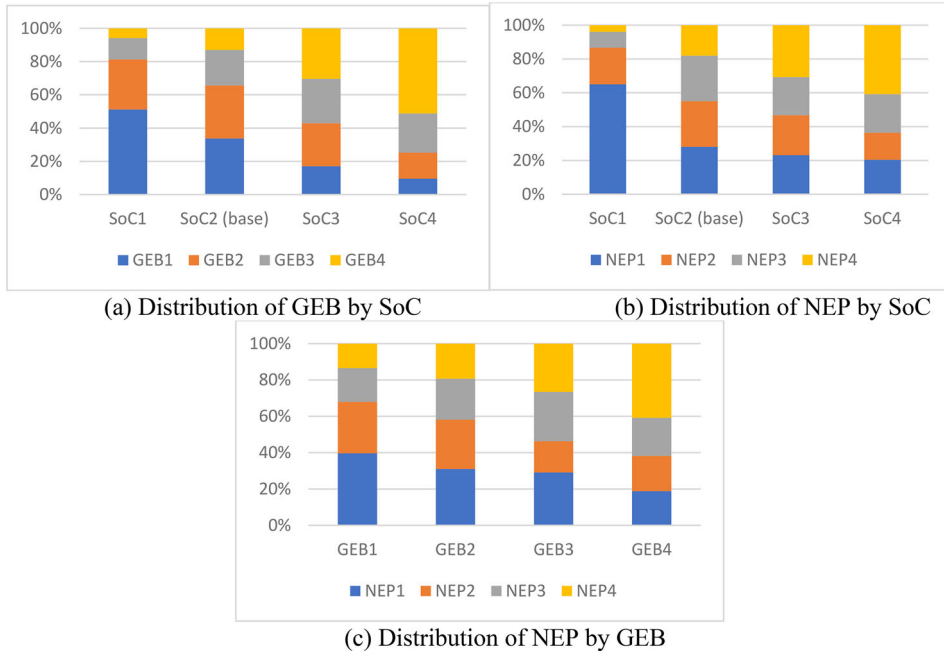 100%
80%
60%
40%
20%
0%
SoC1 SoC2 (base) SoC3 SoC4
GEB1 GEB2 GEB3 GEB4
(a) Distribution of GEB by SoC
100%
80%
60%
40%
20%
0%
SoC1 SoC2 (base) SoC3 SoC4
NEP1 NEP2 NEP3 NEP4
(b) Distribution of NEP by SoC
100%
80%
60%
40%
20%
0%
GEB1 GEB2 GEB3 GEB4
NEP1 NEP2 NEP3 NEP4
(c) Distribution of NEP by GEB